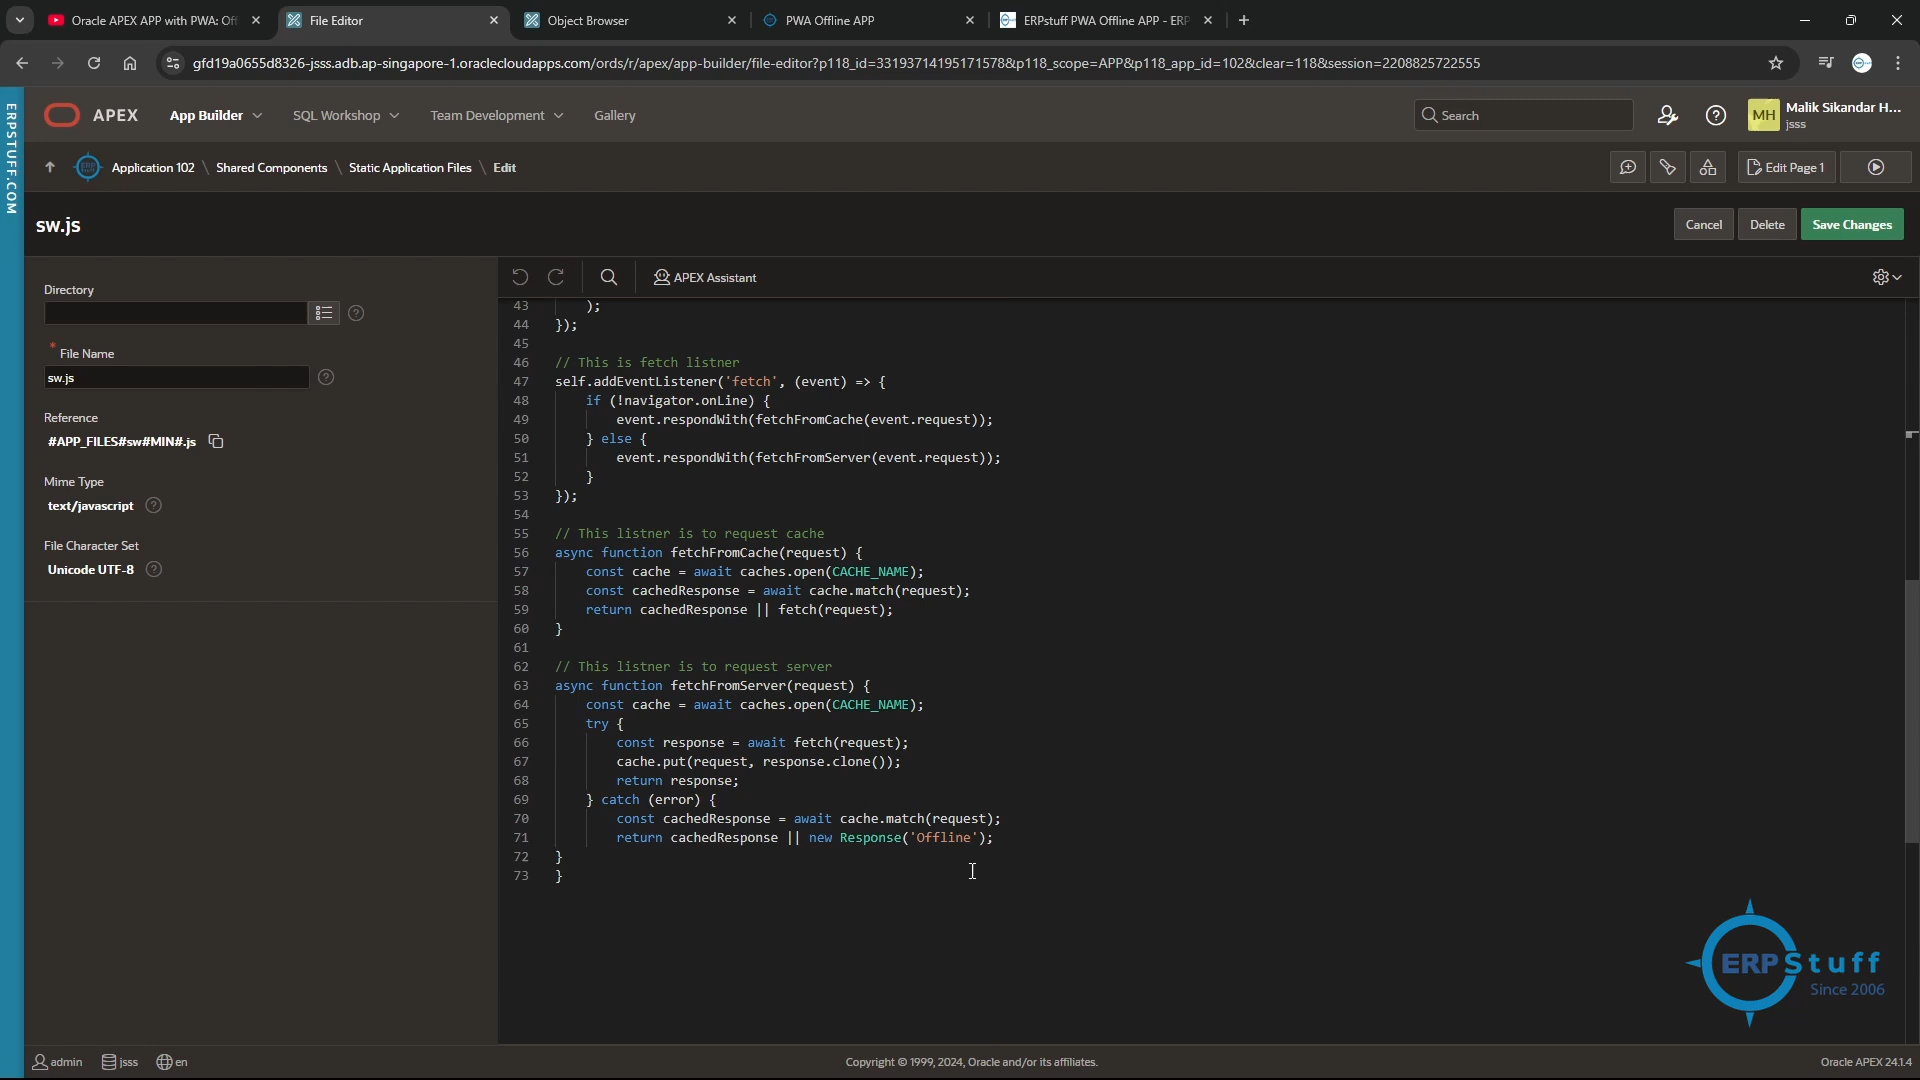 Oracle APEX APP with PWA: Off
File Editor
Object Browser
PWA Offline APP
ERPstuff PWA Offline APP - ERP
gfd19a0655d8326-jsss.adb.ap-singapore-1.oraclecloudapps.com/ords/r/apex/app-builder/file-editor?p118_id=33193714195171578&p118_scope=APP&p118_app_id=102&clear=118&session=2208825722555
ERPSTUFF.COM
APEX
App Builder
SQL Workshop
Team Development
Gallery
Search
MH
Malik Sikandar H...
jsss
Application 102 \ Shared Components \ Static Application Files \ Edit
Edit Page 1
sw.js
Cancel
Delete
Save Changes
Directory
* File Name
sw.js
Reference
#APP_FILES#sw#MIN#.js
Mime Type
text/javascript
File Character Set
Unicode UTF-8
APEX Assistant
43 );
44 });
45
46 // This is fetch listner
47 self.addEventListener('fetch', (event) => {
48 if (!navigator.onLine) {
49 event.respondWith(fetchFromCache(event.request));
50 } else {
51 event.respondWith(fetchFromServer(event.request));
52 }
53 });
54
55 // This listner is to request cache
56 async function fetchFromCache(request) {
57 const cache = await caches.open(CACHE_NAME);
58 const cachedResponse = await cache.match(request);
59 return cachedResponse || fetch(request);
60 }
61
62 // This listner is to request server
63 async function fetchFromServer(request) {
64 const cache = await caches.open(CACHE_NAME);
65 try {
66 const response = await fetch(request);
67 cache.put(request, response.clone());
68 return response;
69 } catch (error) {
70 const cachedResponse = await cache.match(request);
71 return cachedResponse || new Response('Offline');
72 }
73 }
ERPStuff
Since 2006
admin
jsss
en
Copyright © 1999, 2024, Oracle and/or its affiliates.
Oracle APEX 24.1.4